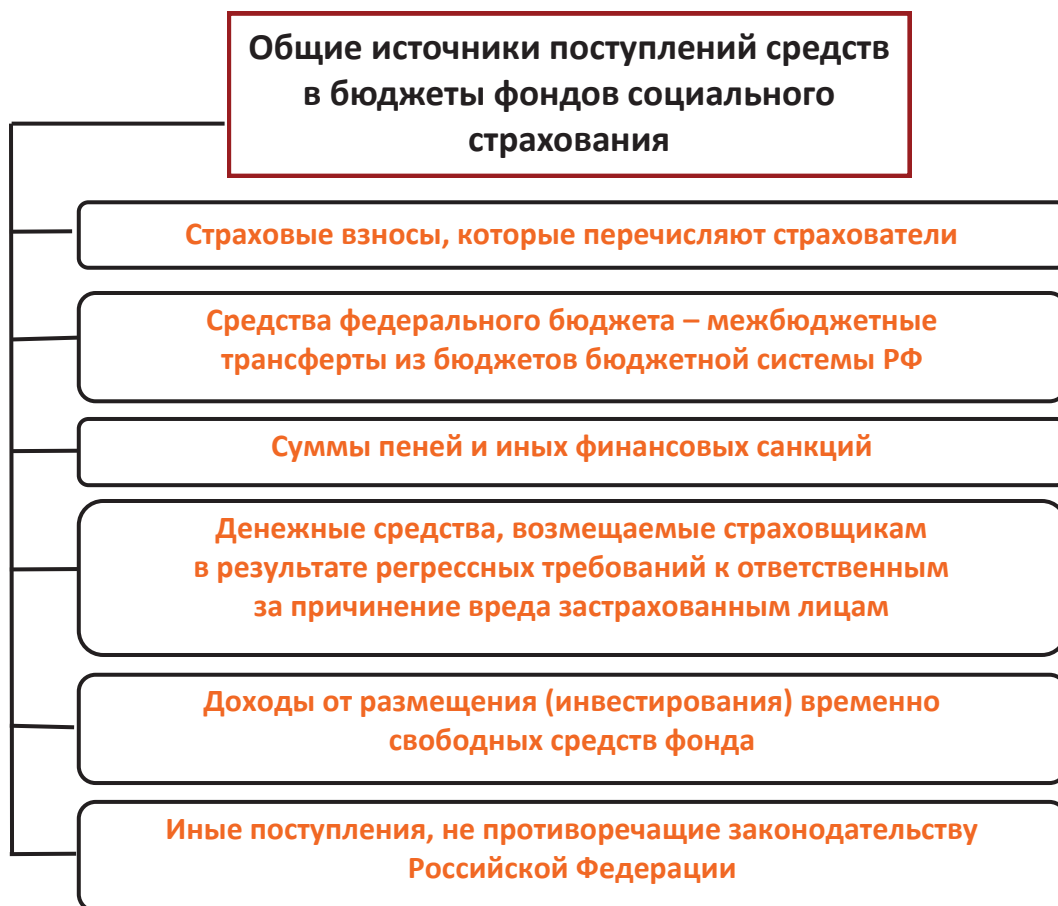 Общие источники поступлений средств
в бюджеты фондов социального
страхования
Страховые взносы, которые перечисляют страхователи
Средства федерального бюджета – межбюджетные
трансферты из бюджетов бюджетной системы РФ
Суммы пеней и иных финансовых санкций
Денежные средства, возмещаемые страховщикам
в результате регрессных требований к ответственным
за причинение вреда застрахованным лицам
Доходы от размещения (инвестирования) временно
свободных средств фонда
Иные поступления, не противоречащие законодательству
Российской Федерации